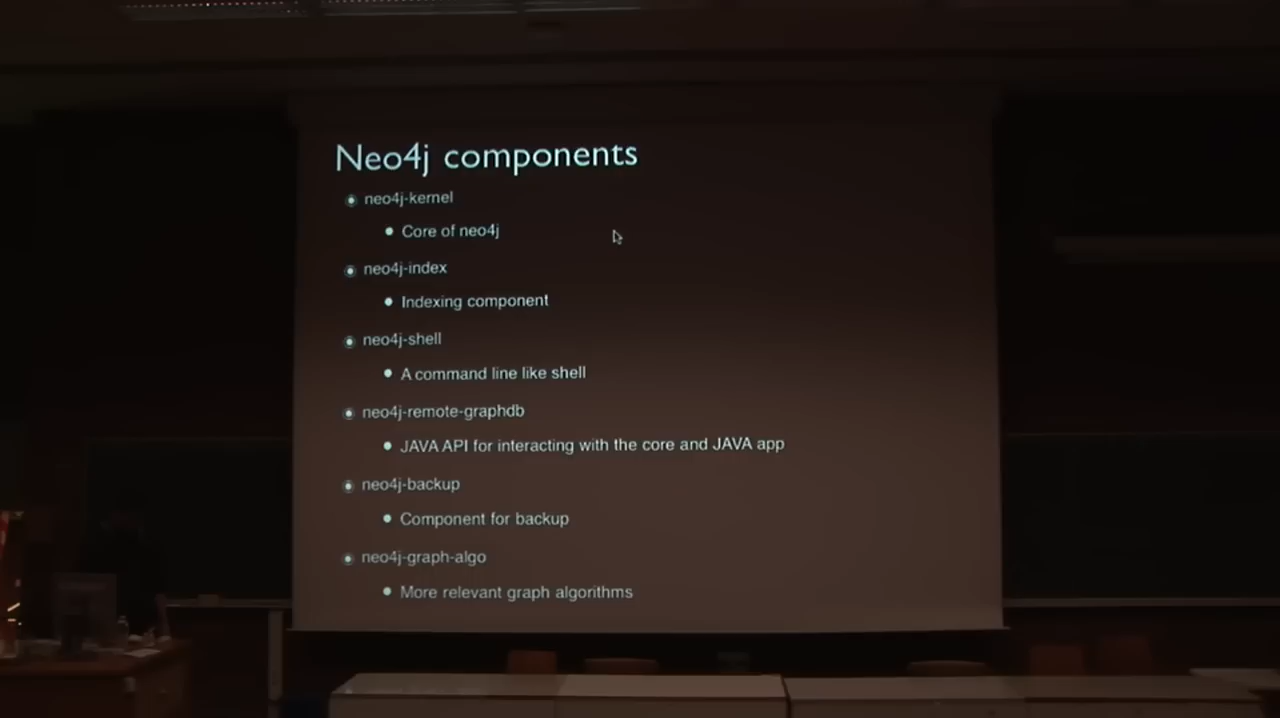 Neo4j components
neo4j-kernel
Core of neo4j
neo4j-index
Indexing component
neo4j-shell
A command line like shell
neo4j-remote-graphdb
JAVA API for interacting with the core and JAVA app
neo4j-backup
Component for backup
neo4j-graph-algo
More relevant graph algorithms